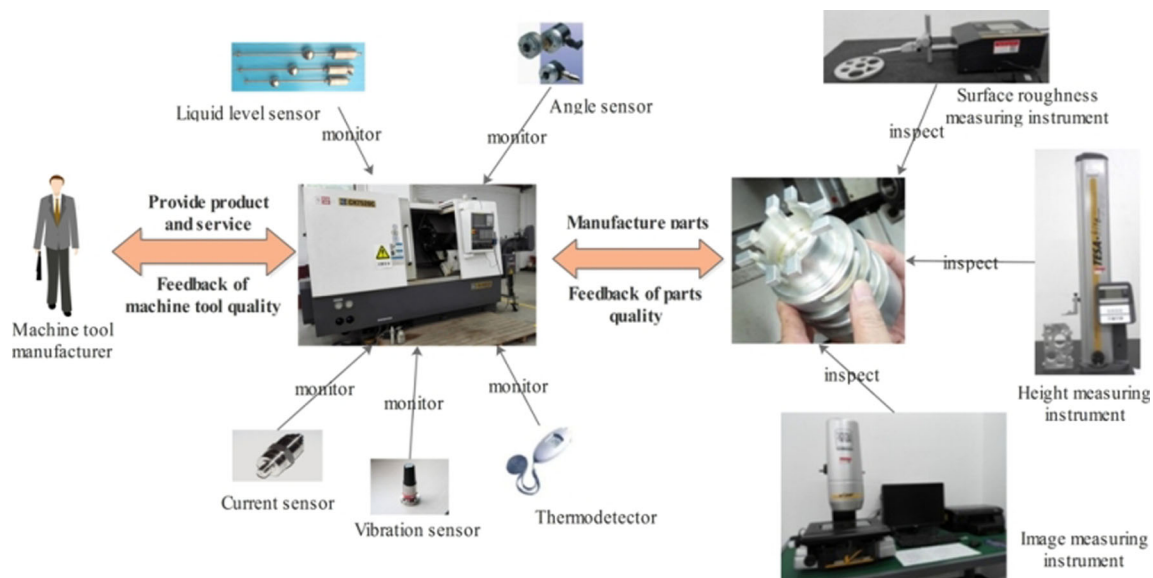 Liquid level sensor
Angle sensor
Surface roughness
measuring instrument
monitor
monitor
inspect
Provide product
and service
Feedback of
machine tool quality
Machine tool
manufacturer
Manufacture parts
Feedback of parts
quality
inspect
TESA
Height measuring
instrument
monitor
monitor
monitor
inspect
Current sensor
Vibration sensor
Thermodetector
Image measuring
instrument